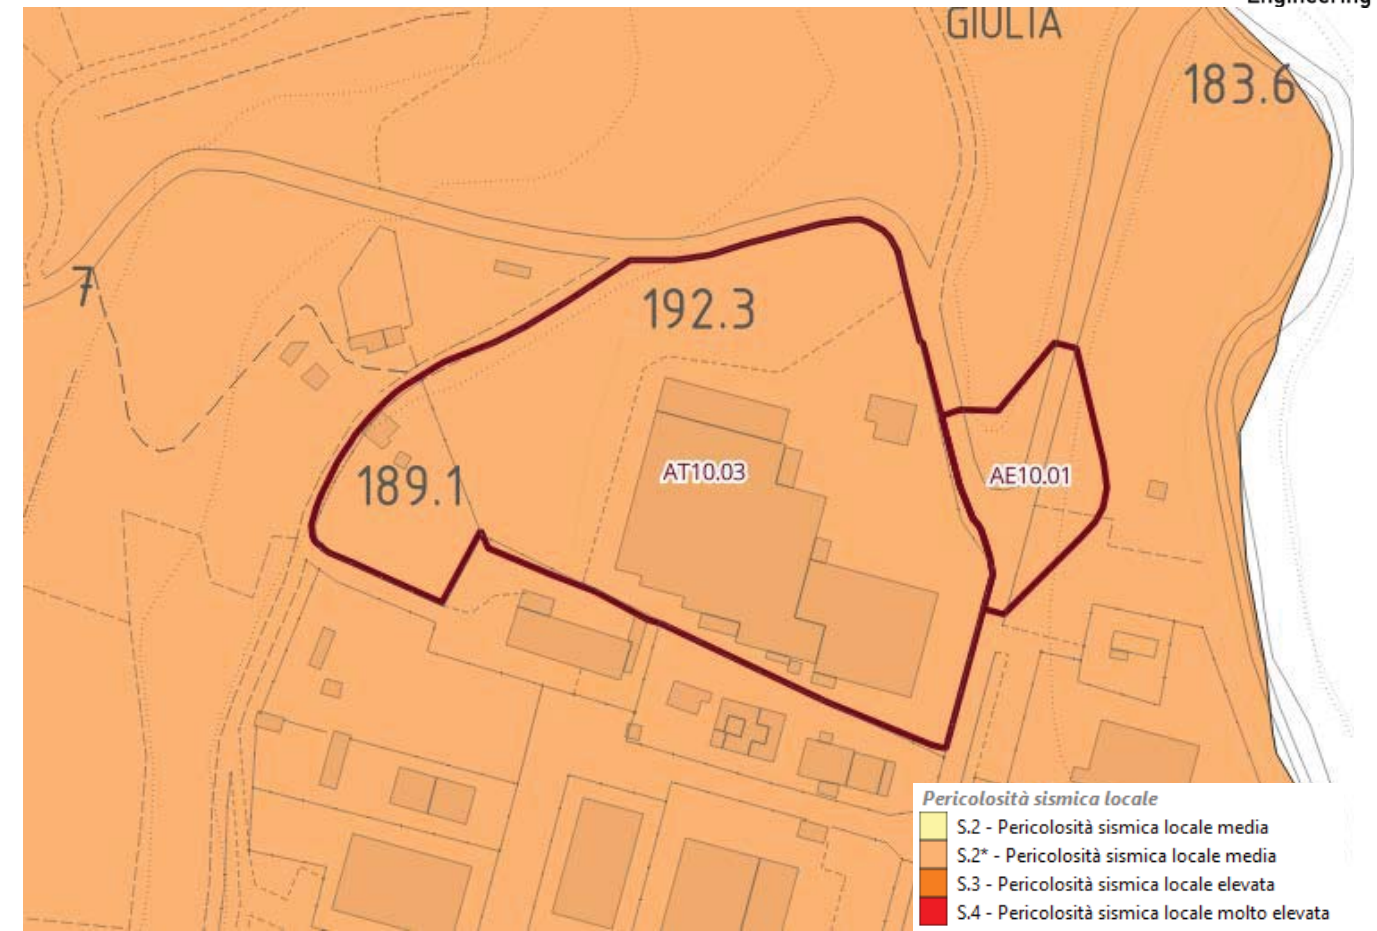 Engineering
GIULIA
183.6
7
192.3
AT10.03
AE10.01
189.1
Pericolosità sismica locale
S.2 - Pericolosità sismica locale media
S.2* - Pericolosità sismica locale media
S.3 - Pericolosità sismica locale elevata
S.4 - Pericolosità sismica locale molto elevata